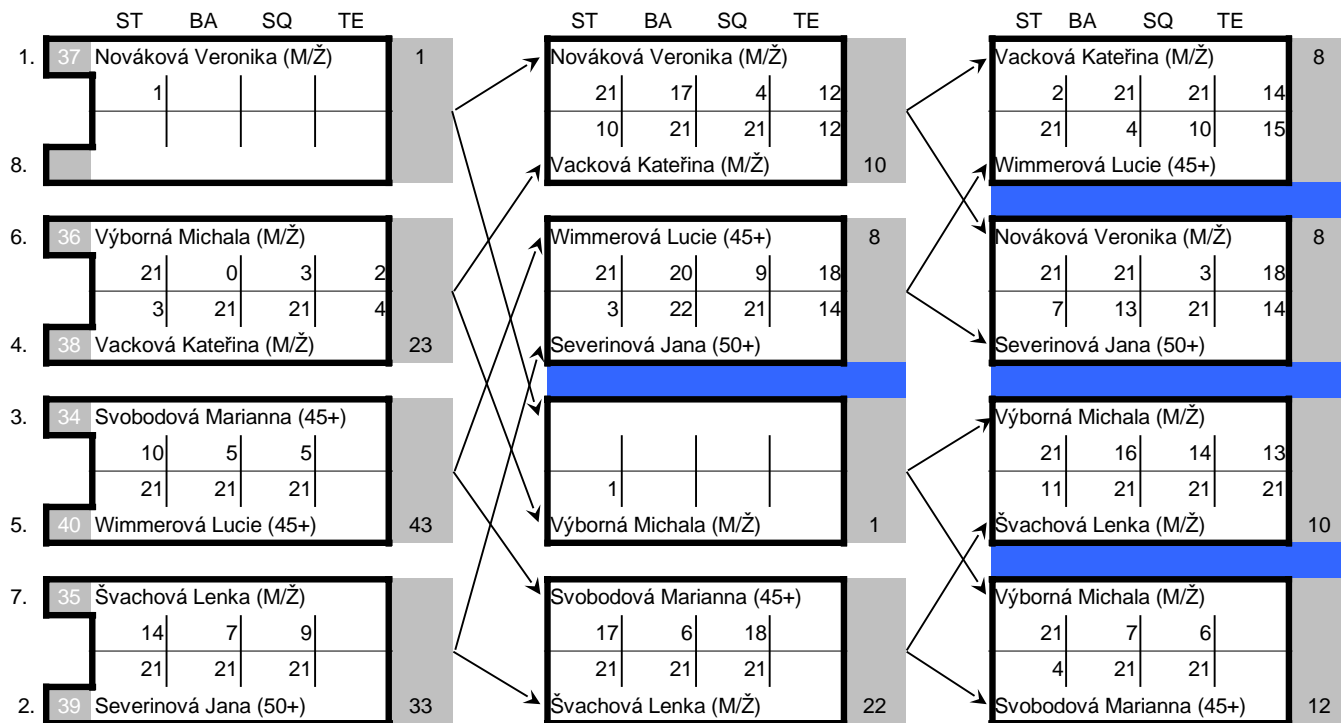 ST BA SQ TE ST BA SQ TE ST BA SQ TE
1. 37 Nováková Veronika (M/Ž) 1 Nováková Veronika (M/Ž) Vacková Kateřina (M/Ž) 8
1 21 17 4 12 2 21 21 14
10 21 21 12 21 4 10 15
8. Vacková Kateřina (M/Ž) 10 Wimmerová Lucie (45+)
6. 36 Výborná Michala (M/Ž) Wimmerová Lucie (45+) 8 Nováková Veronika (M/Ž) 8
21 0 3 2 21 20 9 18 21 21 3 18
3 21 21 4 3 22 21 14 7 13 21 14
4. 38 Vacková Kateřina (M/Ž) 23 Severinová Jana (50+) Severinová Jana (50+)
3. 34 Svobodová Marianna (45+) Výborná Michala (M/Ž)
10 5 5 21 16 14 13
21 21 21 1 11 21 21 21
5. 40 Wimmerová Lucie (45+) 43 Výborná Michala (M/Ž) 1 Švachová Lenka (M/Ž) 10
7. 35 Švachová Lenka (M/Ž) Svobodová Marianna (45+) Výborná Michala (M/Ž)
14 7 9 17 6 18 21 7 6
21 21 21 21 21 21 4 21 21
2. 39 Severinová Jana (50+) 33 Švachová Lenka (M/Ž) 22 Svobodová Marianna (45+) 12